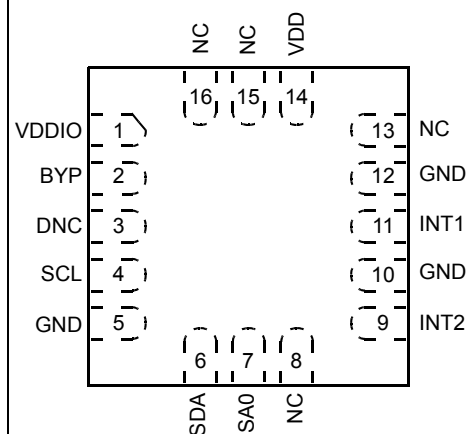 NC NC VDD
16 15 14
VDDIO 1 13 NC
BYP 2 12 GND
DNC 3 11 INT1
SCL 4 10 GND
GND 5 9 INT2
6 7 8
SDA SA0 NC